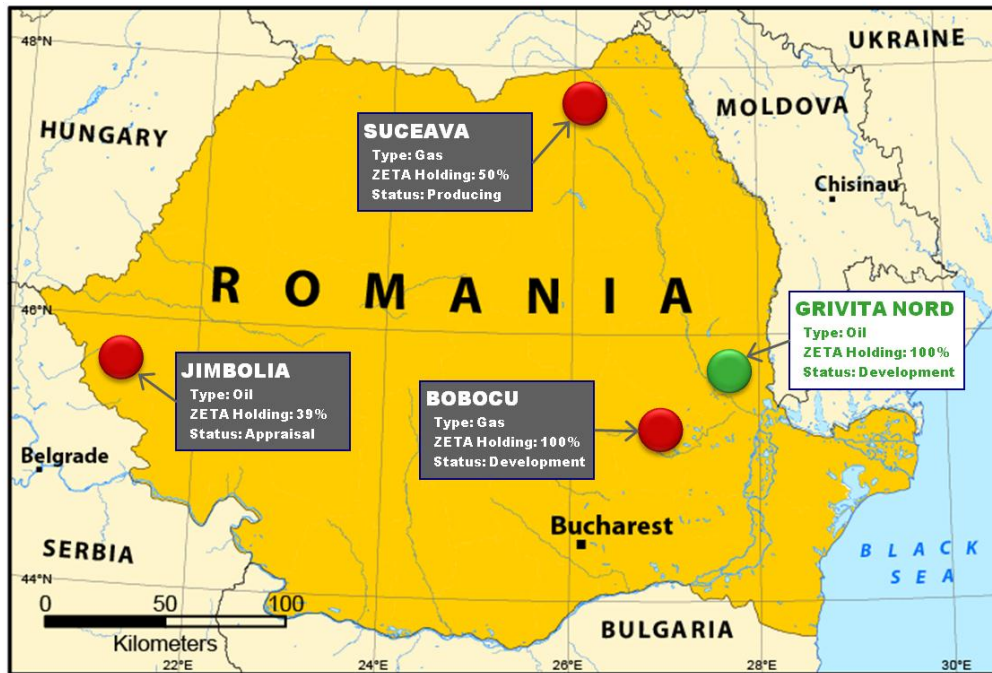 48°N
UKRAINE
MOLDOVA
HUNGARY
SUCEAVA
Type: Gas
ZETA Holding: 50%
Status: Producing
Chisinau
ROMANIA
46°N
GRIVITA NORD
Type: Oil
ZETA Holding: 100%
Status: Development
JIMBOLIA
Type: Oil
ZETA Holding: 39%
Status: Appraisal
BOBOCU
Type: Gas
ZETA Holding: 100%
Status: Development
Belgrade
Bucharest
SERBIA
BLACK
SEA
44°N
0 50 100
Kilometers
BULGARIA
22°E 24°E 26°E 28°E 30°E